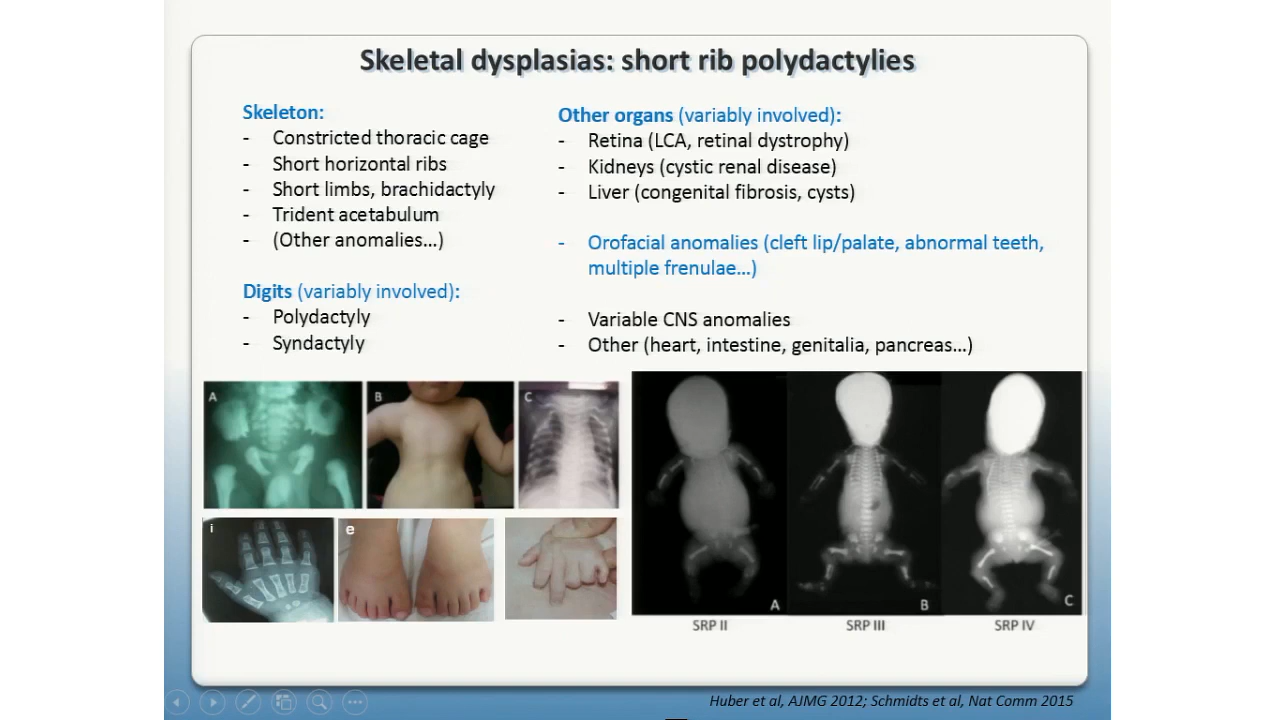 Skeletal dysplasias: short rib polydactylies
Skeleton:
- Constricted thoracic cage
- Short horizontal ribs
- Short limbs, brachidactyly
- Trident acetabulum
- (Other anomalies...)
Digits (variably involved):
- Polydactyly
- Syndactyly
Other organs (variably involved):
- Retina (LCA, retinal dystrophy)
- Kidneys (cystic renal disease)
- Liver (congenital fibrosis, cysts)
- Orofacial anomalies (cleft lip/palate, abnormal teeth,
multiple frenulae...)
- Variable CNS anomalies
- Other (heart, intestine, genitalia, pancreas...)
A
B
C
i
e
A
B
C
SRP II
SRP III
SRP IV
Huber et al, AJMG 2012; Schmidts et al, Nat Comm 2015